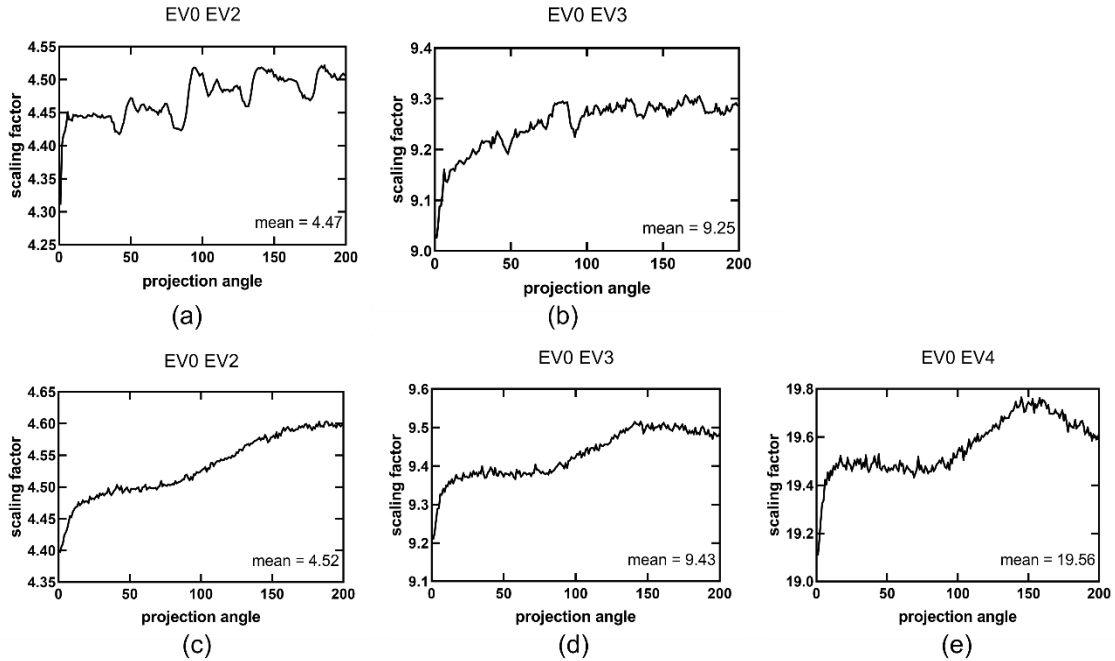 EV0 EV2
4.55
4.50
4.45
4.40
4.35
4.30
4.25
scaling factor
0 50 100 150 200
projection angle
mean = 4.47
(a)
EV0 EV3
9.4
9.3
9.2
9.1
9.0
scaling factor
0 50 100 150 200
projection angle
mean = 9.25
(b)
EV0 EV2
4.65
4.60
4.55
4.50
4.45
4.40
4.35
scaling factor
0 50 100 150 200
projection angle
mean = 4.52
(c)
EV0 EV3
9.6
9.5
9.4
9.3
9.2
9.1
scaling factor
0 50 100 150 200
projection angle
mean = 9.43
(d)
EV0 EV4
19.8
19.6
19.4
19.2
19.0
scaling factor
0 50 100 150 200
projection angle
mean = 19.56
(e)